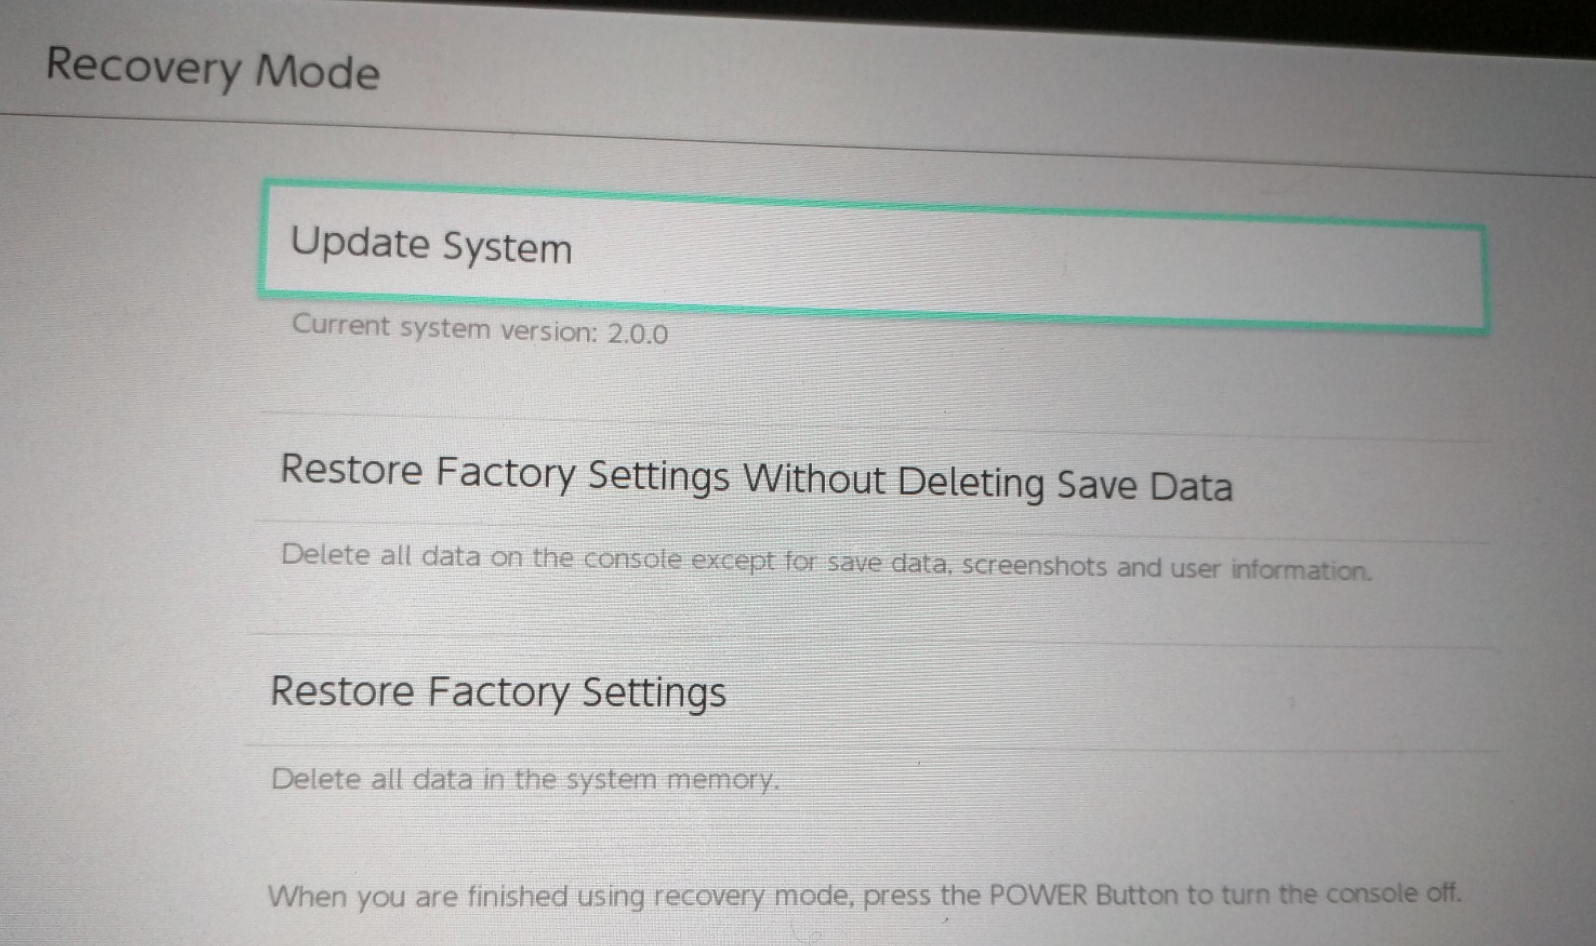 Recovery Mode
Update System
Current system version: 2.0.0
Restore Factory Settings Without Deleting Save Data
Delete all data on the console except for save data, screenshots and user information.
Restore Factory Settings
Delete all data in the system memory.
When you are finished using recovery mode, press the POWER Button to turn the console off.